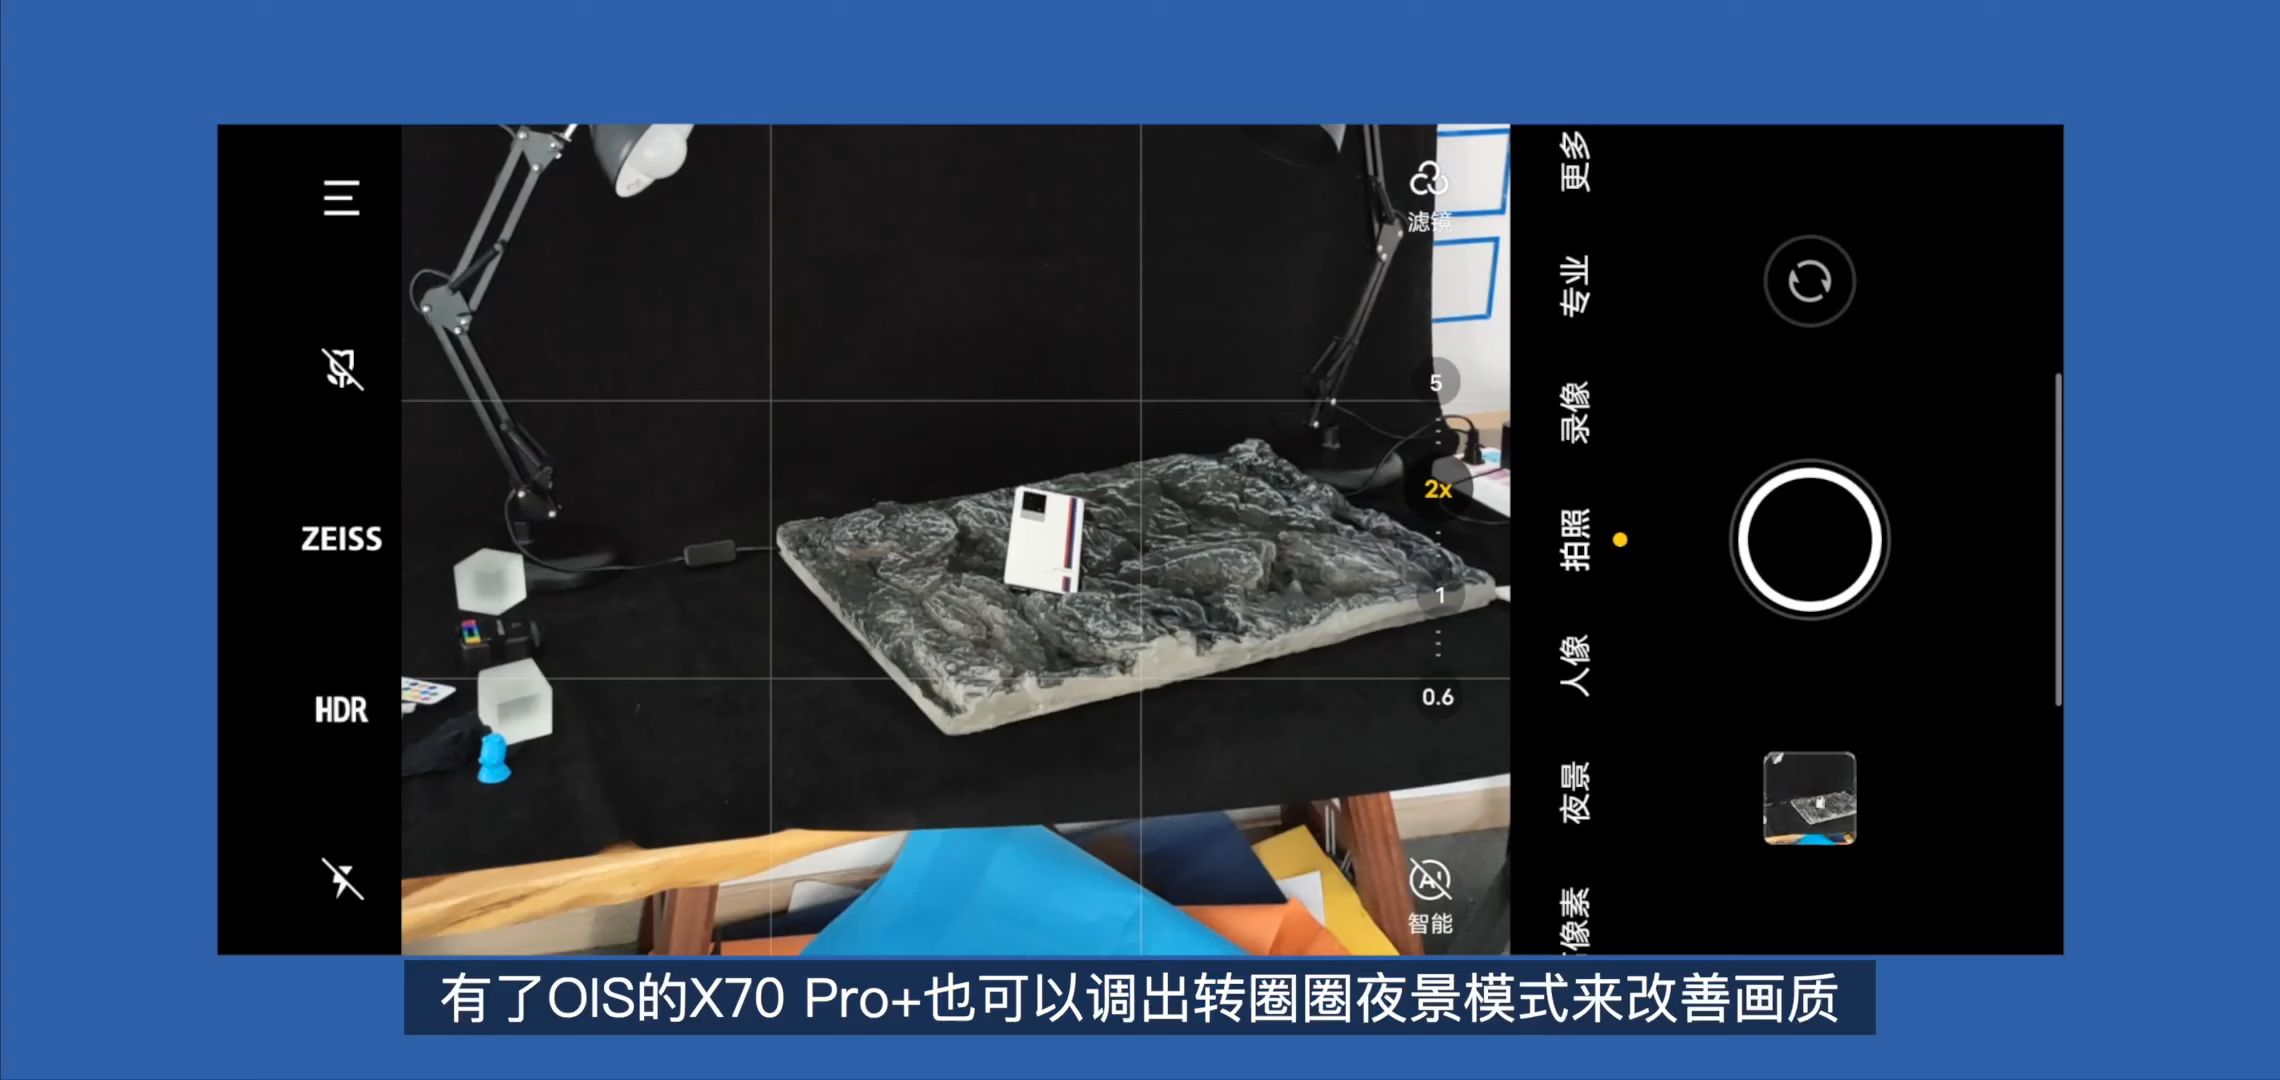 ZEISS
HDR
滤镜
5
2x
1
0.6
智能
更多
专业
录像
拍照
人像
夜景
像素
有了OIS的X70 Pro+也可以调出转圈圈夜景模式来改善画质